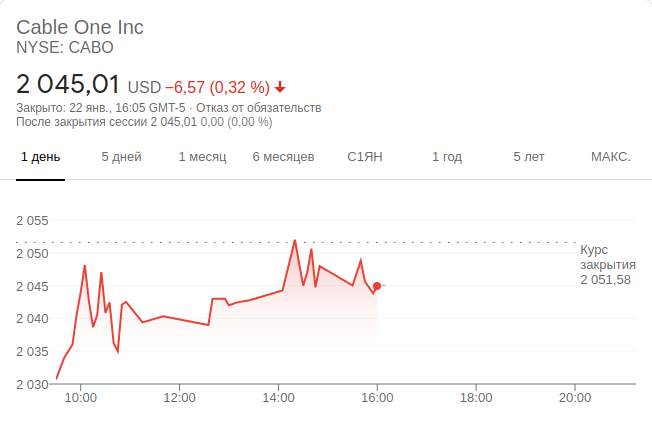 Cable One Inc
NYSE: CABO
2 045,01 USD −6,57 (0,32 %)
Закрыто: 22 янв., 16:05 GMT-5 · Отказ от обязательств
После закрытия сессии 2 045,01 0,00 (0,00 %)
1 день 5 дней 1 месяц 6 месяцев С1ЯН 1 год 5 лет МАКС.
2 055
2 050
2 045
2 040
2 035
2 030
Курс
закрытия
2 051,58
10:00 12:00 14:00 16:00 18:00 20:00